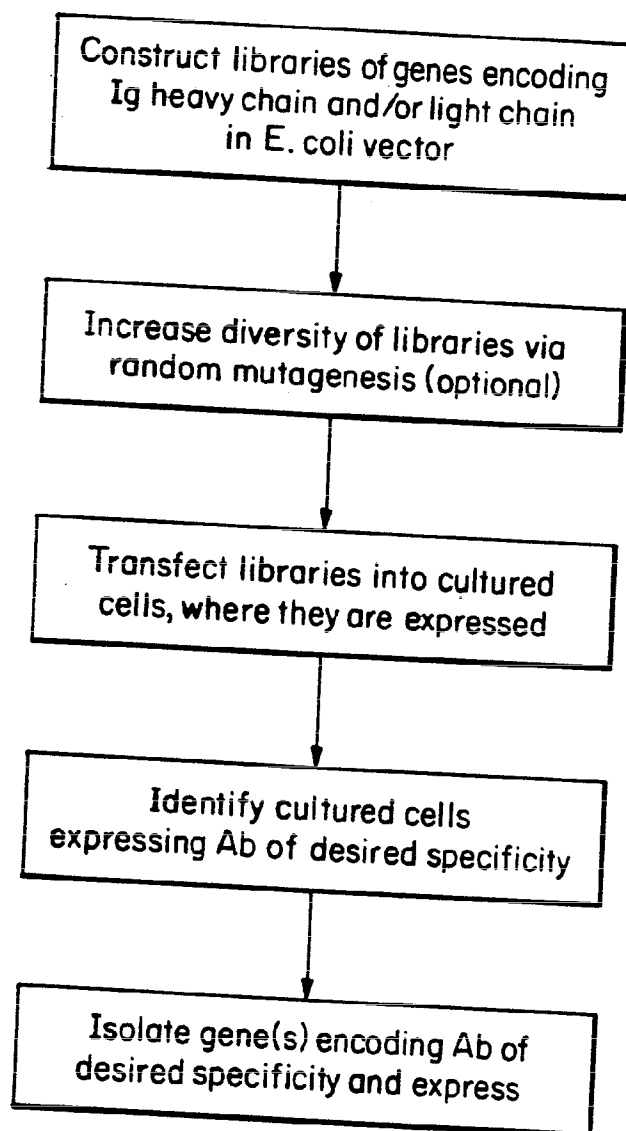 Construct libraries of genes encoding
Ig heavy chain and/or light chain
in E. coli vector
Increase diversity of libraries via
random mutagenesis (optional)
Transfect libraries into cultured
cells, where they are expressed
Identify cultured cells
expressing Ab of desired specificity
Isolate gene(s) encoding Ab of
desired specificity and express